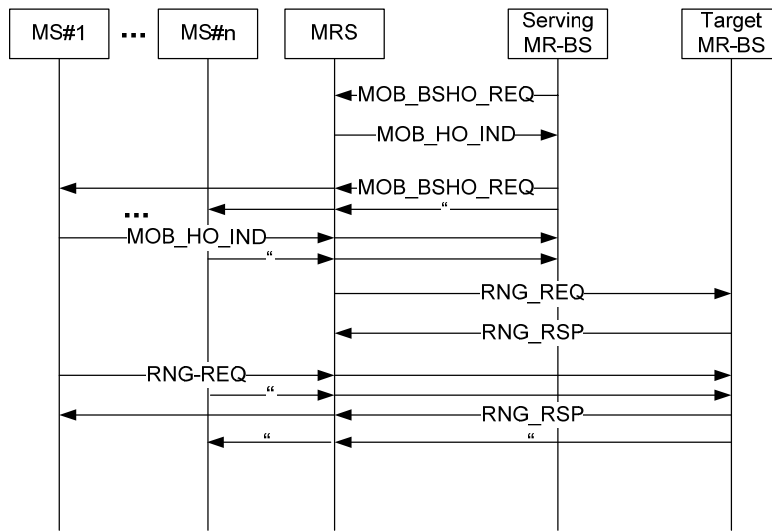 MS#1
...
MS#n
MRS
Serving
MR-BS
Target
MR-BS
MOB_BSHO_REQ
MOB_HO_IND
MOB_BSHO_REQ
“
...
MOB_HO_IND
“
RNG_REQ
RNG_RSP
RNG-REQ
“
RNG_RSP
“
“